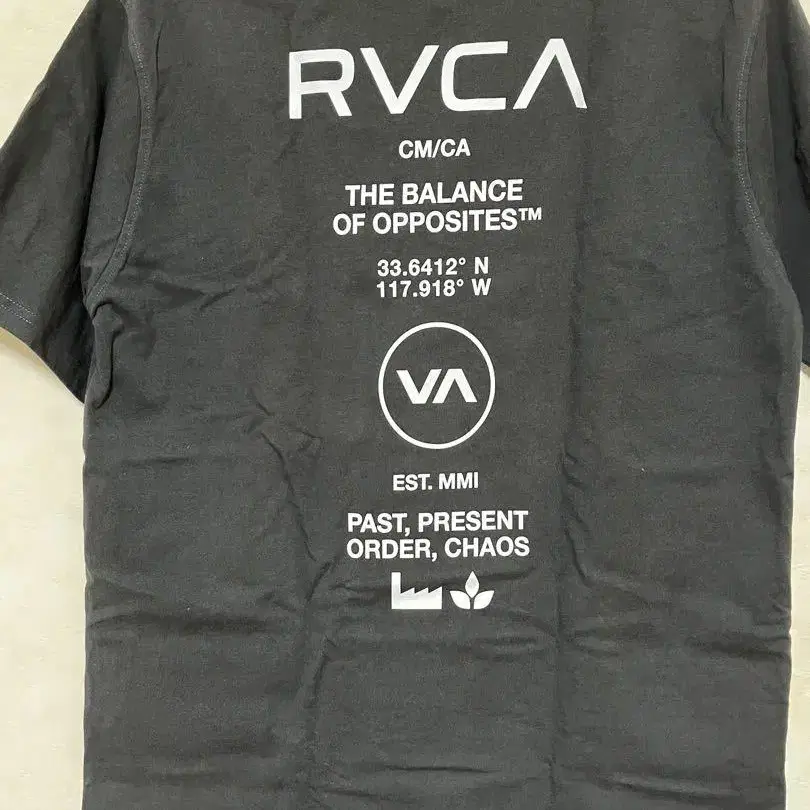 RVCA
CM/CA
THE BALANCE
OF OPPOSITES™
33.6412° N
117.918° W
VA
EST. MMI
PAST, PRESENT
ORDER, CHAOS